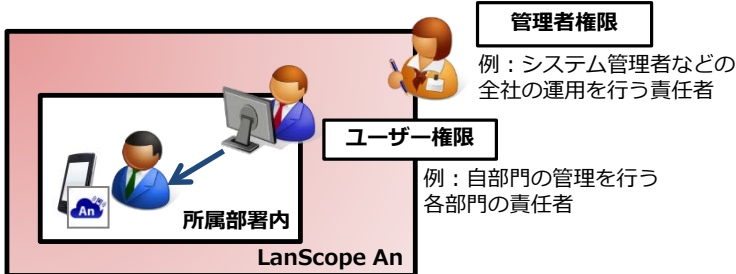 管理者権限
例：システム管理者などの
全社の運用を行う責任者
ユーザー権限
例：自部門の管理を行う
各部門の責任者
An
所属部署内
LanScope An